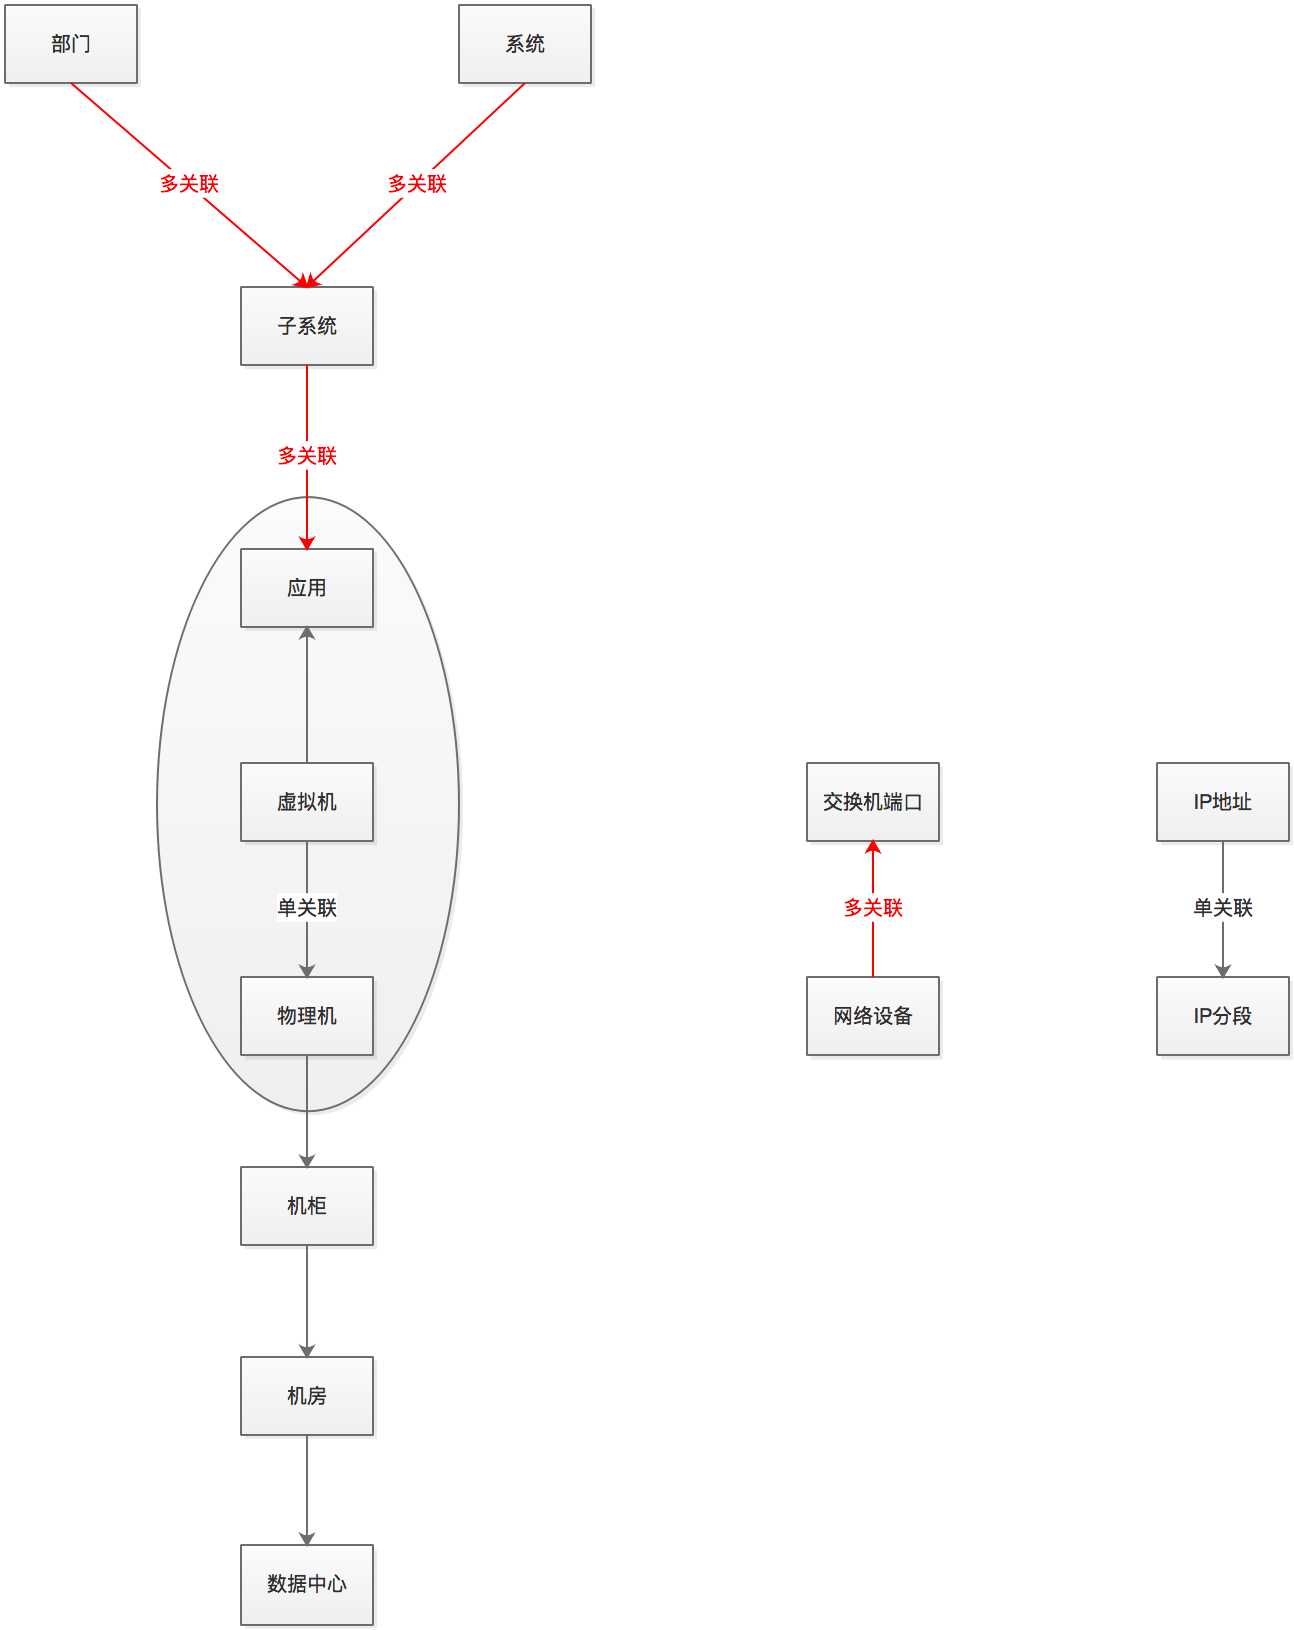 部门
系统
多关联
多关联
子系统
多关联
应用
虚拟机
交换机端口
IP地址
单关联
多关联
单关联
物理机
网络设备
IP分段
机柜
机房
数据中心